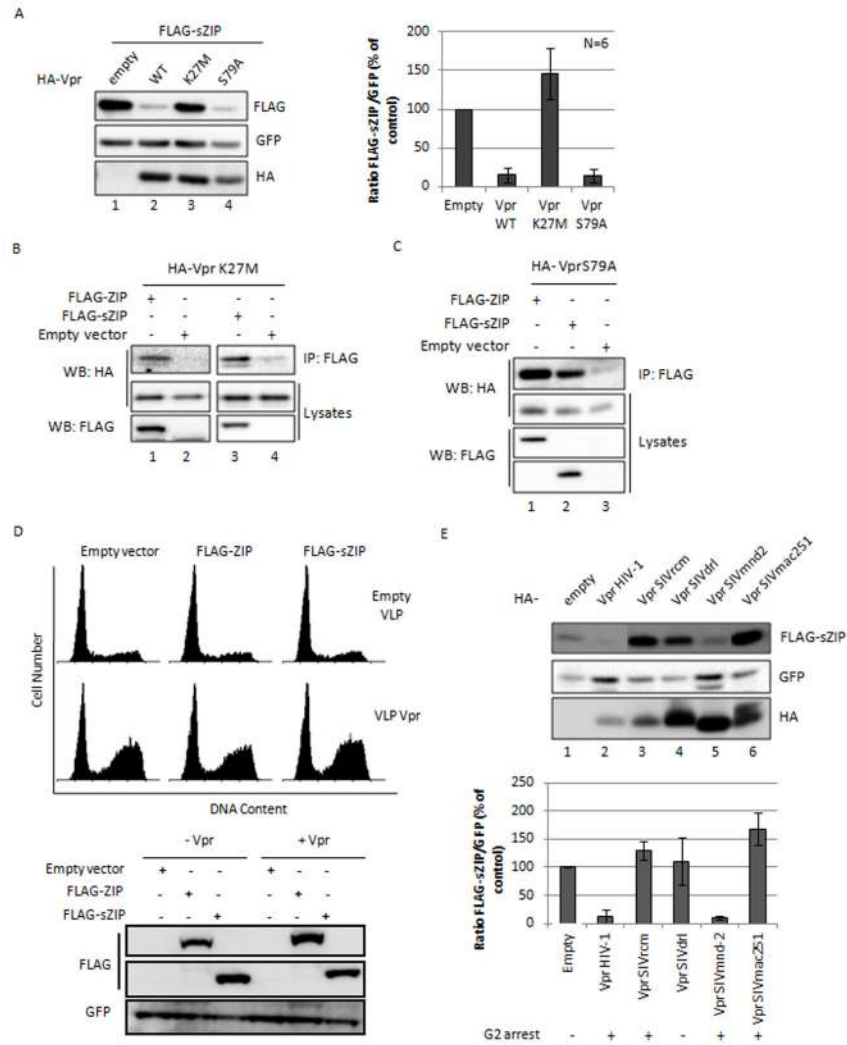 A
FLAG-sZIP
HA-Vpr
empty
WT
K27M
S79A
FLAG
GFP
HA
1 2 3 4
Ratio FLAG-sZIP/GFP (% of control)
200
150
100
50
0
N=6
Empty
Vpr WT
Vpr K27M
Vpr S79A
B
HA-Vpr K27M
FLAG-ZIP + - - -
FLAG-sZIP - - + -
Empty vector - + - +
WB: HA
IP: FLAG
WB: FLAG
Lysates
1 2 3 4
C
HA- VprS79A
FLAG-ZIP + - -
FLAG-sZIP - + -
Empty vector - - +
WB: HA
IP: FLAG
WB: FLAG
Lysates
1 2 3
D
Empty vector
FLAG-ZIP
FLAG-sZIP
Empty VLP
VLP Vpr
Cell Number
DNA Content
- Vpr
+ Vpr
Empty vector + - - + - -
FLAG-ZIP - + - - + -
FLAG-sZIP - - + - - +
FLAG
GFP
E
HA-
empty
Vpr HIV-1
Vpr SIVrcm
Vpr SIVdrl
Vpr SIVmnd2
Vpr SIVmac251
FLAG-sZIP
GFP
HA
1 2 3 4 5 6
Ratio FLAG-sZIP/GFP (% of control)
250
200
150
100
50
0
Empty
Vpr HIV-1
Vpr SIVrcm
Vpr SIVdrl
Vpr SIVmnd-2
Vpr SIVmac251
G2 arrest - + + - + +